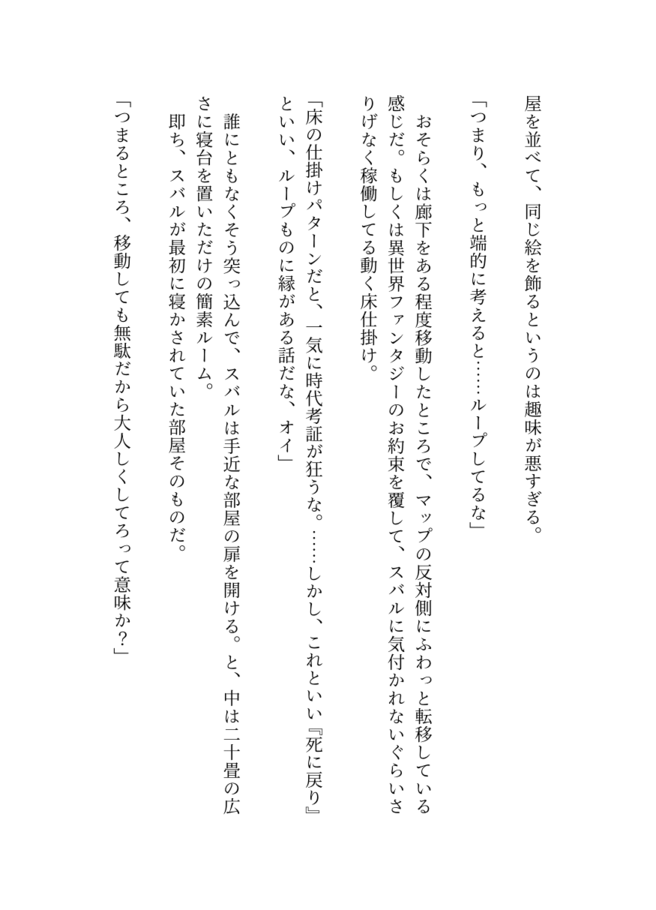 屋を並べて、同じ絵を飾るというのは趣味が悪すぎる。
「つまり、もっと端的に考えると……ループしてるな」
　おそらくは廊下をある程度移動したところで、マップの反対側にふわっと転移している
感じだ。もしくは異世界ファンタジーのお約束を覆して、スバルに気付かれないぐらいさ
りげなく稼働してる動く床仕掛け。
「床の仕掛けパターンだと、一気に時代考証が狂うな。……しかし、これといい『死に戻り』
といい、ループものに縁がある話だな、オイ」
　誰にともなくそう突っ込んで、スバルは手近な部屋の扉を開ける。と、中は二十畳の広
さに寝台を置いただけの簡素ルーム。
　即ち、スバルが最初に寝かされていた部屋そのものだ。
「つまるところ、移動しても無駄だから大人しくしてろって意味か？」